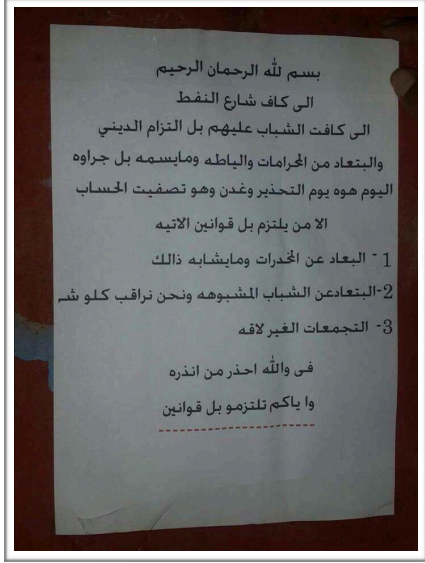 بسم لله الرحمان الرحيم
الى كاف شارع النفط
الى كافت الشباب عليهم بل التزام الديني
والبتعاد من المحرامات والياطه ومايسمه بل جراوه
اليوم هوه يوم التحذير وغدن وهو تصفيت الحساب
الا من يلتزم بل قوانين الاتيه
1 - البعاد عن المخدرات ومايشابه ذالك
2-البتعادعن الشباب المشبوهه ونحن نراقب كلو شـ
3- التجمعات الغير لاقه
فى والله احذر من انذره
وا ياكم تلتزمو بل قوانين